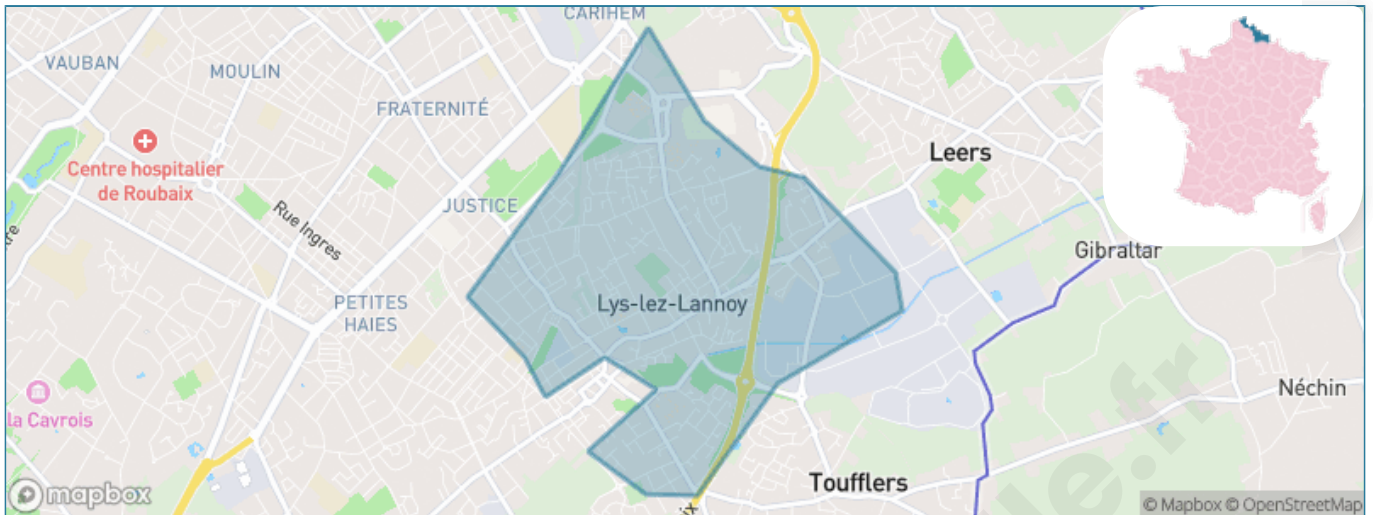 CARIHEM
VAUBAN
MOULIN
FRATERNITÉ
Centre hospitalier
de Roubaix
Leers
JUSTICE
Rue Ingres
Gibraltar
PETITES
HAIES
Lys-lez-Lannoy
Néchin
la Cavrois
Toufflers
mapbox
© Mapbox © OpenStreetMap